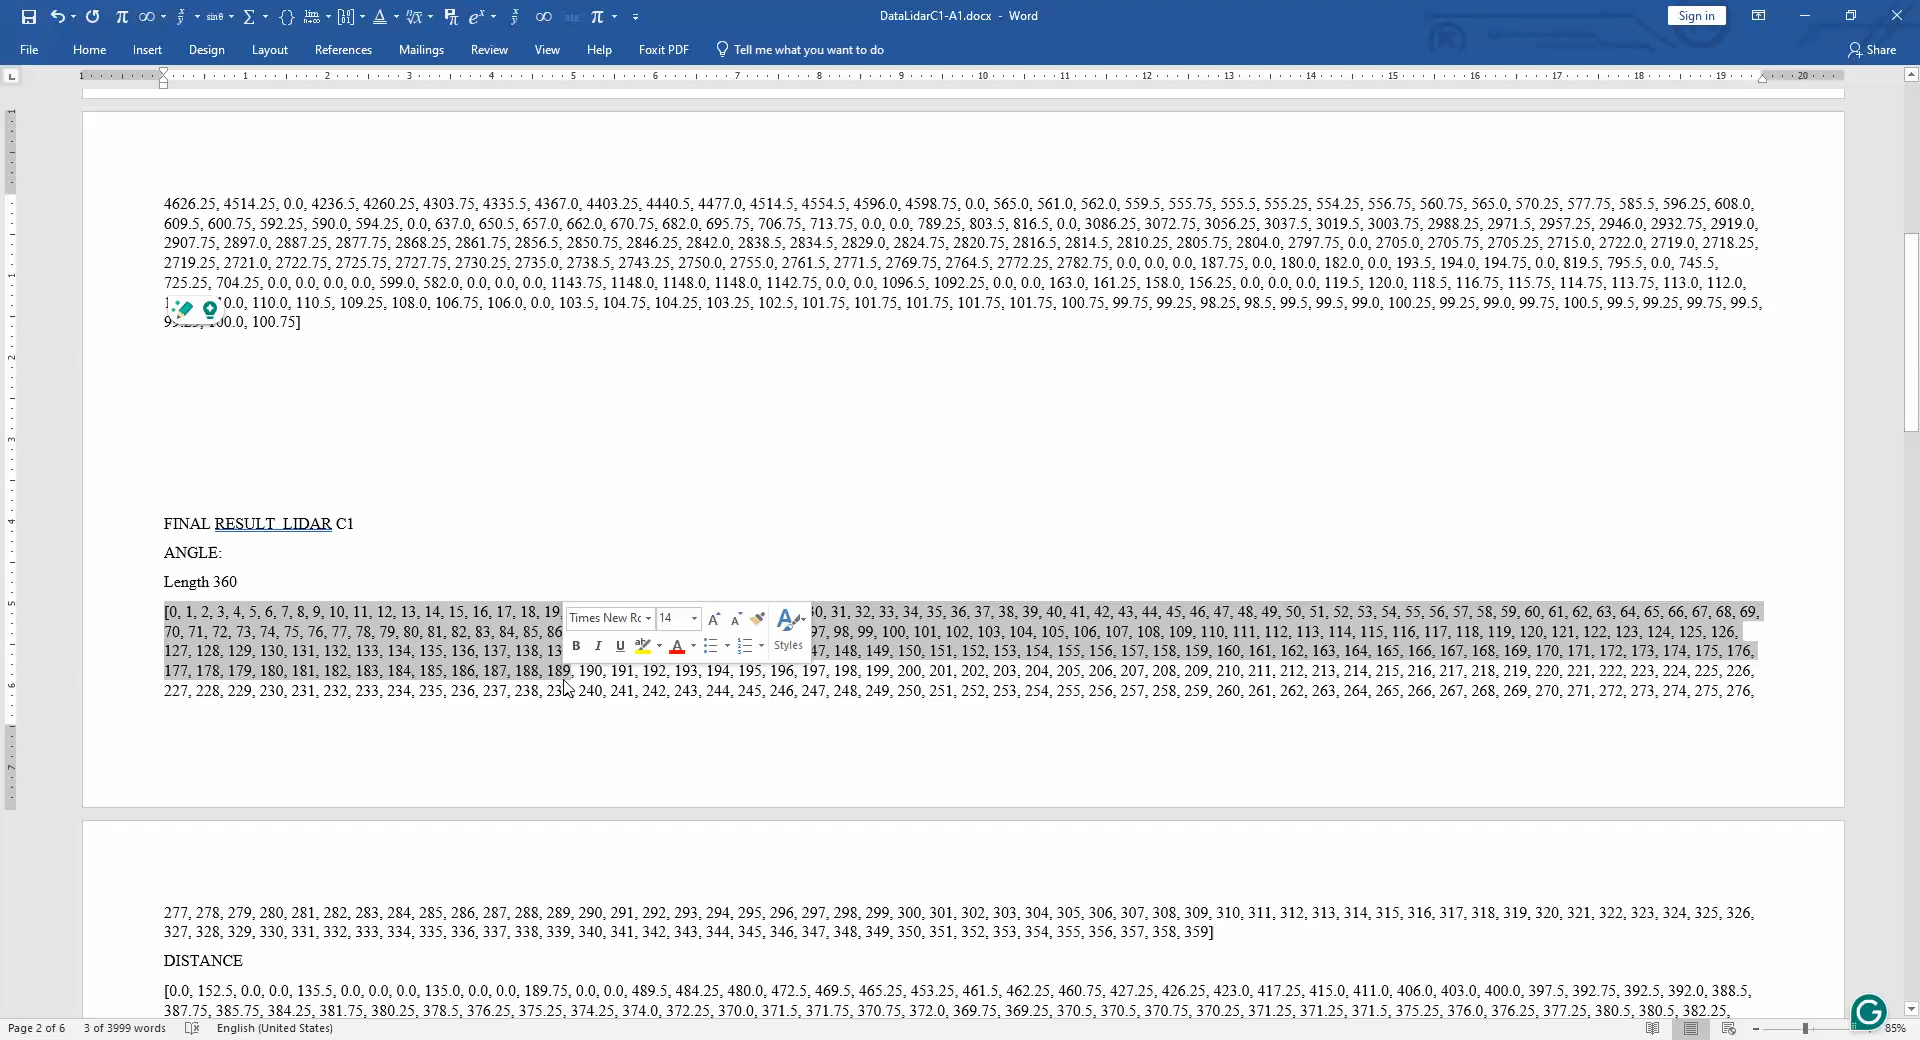 DataLidarC1-A1.docx - Word
Sign in
File Home Insert Design Layout References Mailings Review View Help Foxit PDF Tell me what you want to do Share
4626.25, 4514.25, 0.0, 4236.5, 4260.25, 4303.75, 4335.5, 4367.0, 4403.25, 4440.5, 4477.0, 4514.5, 4554.5, 4596.0, 4598.75, 0.0, 565.0, 561.0, 562.0, 559.5, 555.75, 555.5, 555.25, 554.25, 556.75, 560.75, 565.0, 570.25, 577.75, 585.5, 596.25, 608.0,
609.5, 600.75, 592.25, 590.0, 594.25, 0.0, 637.0, 650.5, 657.0, 662.0, 670.75, 682.0, 695.75, 706.75, 713.75, 0.0, 0.0, 789.25, 803.5, 816.5, 0.0, 3086.25, 3072.75, 3056.25, 3037.5, 3019.5, 3003.75, 2988.25, 2971.5, 2957.25, 2946.0, 2932.75, 2919.0,
2907.75, 2897.0, 2887.25, 2877.75, 2868.25, 2861.75, 2856.5, 2850.75, 2846.25, 2842.0, 2838.5, 2834.5, 2829.0, 2824.75, 2820.75, 2816.5, 2814.5, 2810.25, 2805.75, 2804.0, 2797.75, 0.0, 2705.0, 2705.75, 2705.25, 2715.0, 2722.0, 2719.0, 2718.25,
2719.25, 2721.0, 2722.75, 2725.75, 2727.75, 2730.25, 2735.0, 2738.5, 2743.25, 2750.0, 2755.0, 2761.5, 2771.5, 2769.75, 2764.5, 2772.25, 2782.75, 0.0, 0.0, 0.0, 187.75, 0.0, 180.0, 182.0, 0.0, 193.5, 194.0, 194.75, 0.0, 819.5, 795.5, 0.0, 745.5,
725.25, 704.25, 0.0, 0.0, 0.0, 0.0, 599.0, 582.0, 0.0, 0.0, 0.0, 1143.75, 1148.0, 1148.0, 1148.0, 1142.75, 0.0, 0.0, 1096.5, 1092.25, 0.0, 0.0, 163.0, 161.25, 158.0, 156.25, 0.0, 0.0, 0.0, 119.5, 120.0, 118.5, 116.75, 115.75, 114.75, 113.75, 113.0, 112.0,
10.0, 110.0, 110.5, 109.25, 108.0, 106.75, 106.0, 0.0, 103.5, 104.75, 104.25, 103.25, 102.5, 101.75, 101.75, 101.75, 101.75, 101.75, 100.75, 99.75, 99.25, 98.25, 98.5, 99.5, 99.5, 99.0, 100.25, 99.25, 99.0, 99.75, 100.5, 99.5, 99.25, 99.75, 99.5,
99.25, 100.0, 100.75]
FINAL RESULT LIDAR C1
ANGLE:
Length 360
[0, 1, 2, 3, 4, 5, 6, 7, 8, 9, 10, 11, 12, 13, 14, 15, 16, 17, 18, 19 30, 31, 32, 33, 34, 35, 36, 37, 38, 39, 40, 41, 42, 43, 44, 45, 46, 47, 48, 49, 50, 51, 52, 53, 54, 55, 56, 57, 58, 59, 60, 61, 62, 63, 64, 65, 66, 67, 68, 69,
Times New Ro 14
70, 71, 72, 73, 74, 75, 76, 77, 78, 79, 80, 81, 82, 83, 84, 85, 86 97, 98, 99, 100, 101, 102, 103, 104, 105, 106, 107, 108, 109, 110, 111, 112, 113, 114, 115, 116, 117, 118, 119, 120, 121, 122, 123, 124, 125, 126,
B I U Styles
127, 128, 129, 130, 131, 132, 133, 134, 135, 136, 137, 138, 13 47, 148, 149, 150, 151, 152, 153, 154, 155, 156, 157, 158, 159, 160, 161, 162, 163, 164, 165, 166, 167, 168, 169, 170, 171, 172, 173, 174, 175, 176,
177, 178, 179, 180, 181, 182, 183, 184, 185, 186, 187, 188, 189, 190, 191, 192, 193, 194, 195, 196, 197, 198, 199, 200, 201, 202, 203, 204, 205, 206, 207, 208, 209, 210, 211, 212, 213, 214, 215, 216, 217, 218, 219, 220, 221, 222, 223, 224, 225, 226,
227, 228, 229, 230, 231, 232, 233, 234, 235, 236, 237, 238, 239, 240, 241, 242, 243, 244, 245, 246, 247, 248, 249, 250, 251, 252, 253, 254, 255, 256, 257, 258, 259, 260, 261, 262, 263, 264, 265, 266, 267, 268, 269, 270, 271, 272, 273, 274, 275, 276,
277, 278, 279, 280, 281, 282, 283, 284, 285, 286, 287, 288, 289, 290, 291, 292, 293, 294, 295, 296, 297, 298, 299, 300, 301, 302, 303, 304, 305, 306, 307, 308, 309, 310, 311, 312, 313, 314, 315, 316, 317, 318, 319, 320, 321, 322, 323, 324, 325, 326,
327, 328, 329, 330, 331, 332, 333, 334, 335, 336, 337, 338, 339, 340, 341, 342, 343, 344, 345, 346, 347, 348, 349, 350, 351, 352, 353, 354, 355, 356, 357, 358, 359]
DISTANCE
[0.0, 152.5, 0.0, 0.0, 135.5, 0.0, 0.0, 0.0, 135.0, 0.0, 0.0, 189.75, 0.0, 0.0, 489.5, 484.25, 480.0, 472.5, 469.5, 465.25, 453.25, 461.5, 462.25, 460.75, 427.25, 426.25, 423.0, 417.25, 415.0, 411.0, 406.0, 403.0, 400.0, 397.5, 392.75, 392.5, 392.0, 388.5,
387.75, 385.75, 384.25, 381.75, 380.25, 378.5, 376.25, 375.25, 374.25, 374.0, 372.25, 370.0, 371.5, 371.75, 370.75, 372.0, 369.75, 369.25, 370.5, 370.5, 370.75, 370.25, 371.25, 371.25, 371.5, 375.25, 376.0, 376.25, 377.25, 380.5, 380.5, 382.25,
Page 2 of 6 3 of 3999 words English (United States) 85%